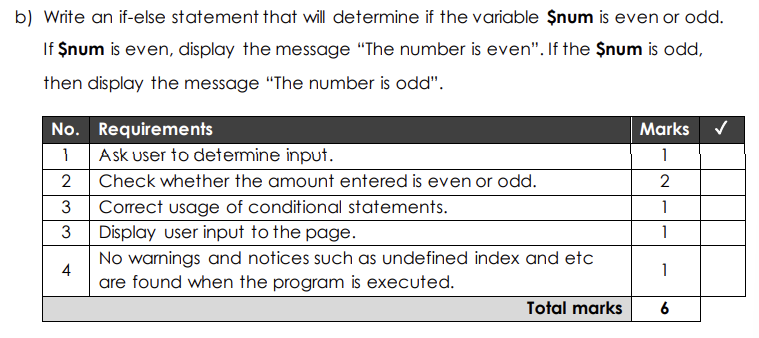 b) Write an if-else statement that will determine if the variable $num is even or odd.
If $num is even, display the message “The number is even”. If the $num is odd,
then display the message “The number is odd”.
No. Requirements Marks ✓
1 Ask user to determine input. 1
2 Check whether the amount entered is even or odd. 2
3 Correct usage of conditional statements. 1
3 Display user input to the page. 1
4 No warnings and notices such as undefined index and etc
are found when the program is executed. 1
Total marks 6